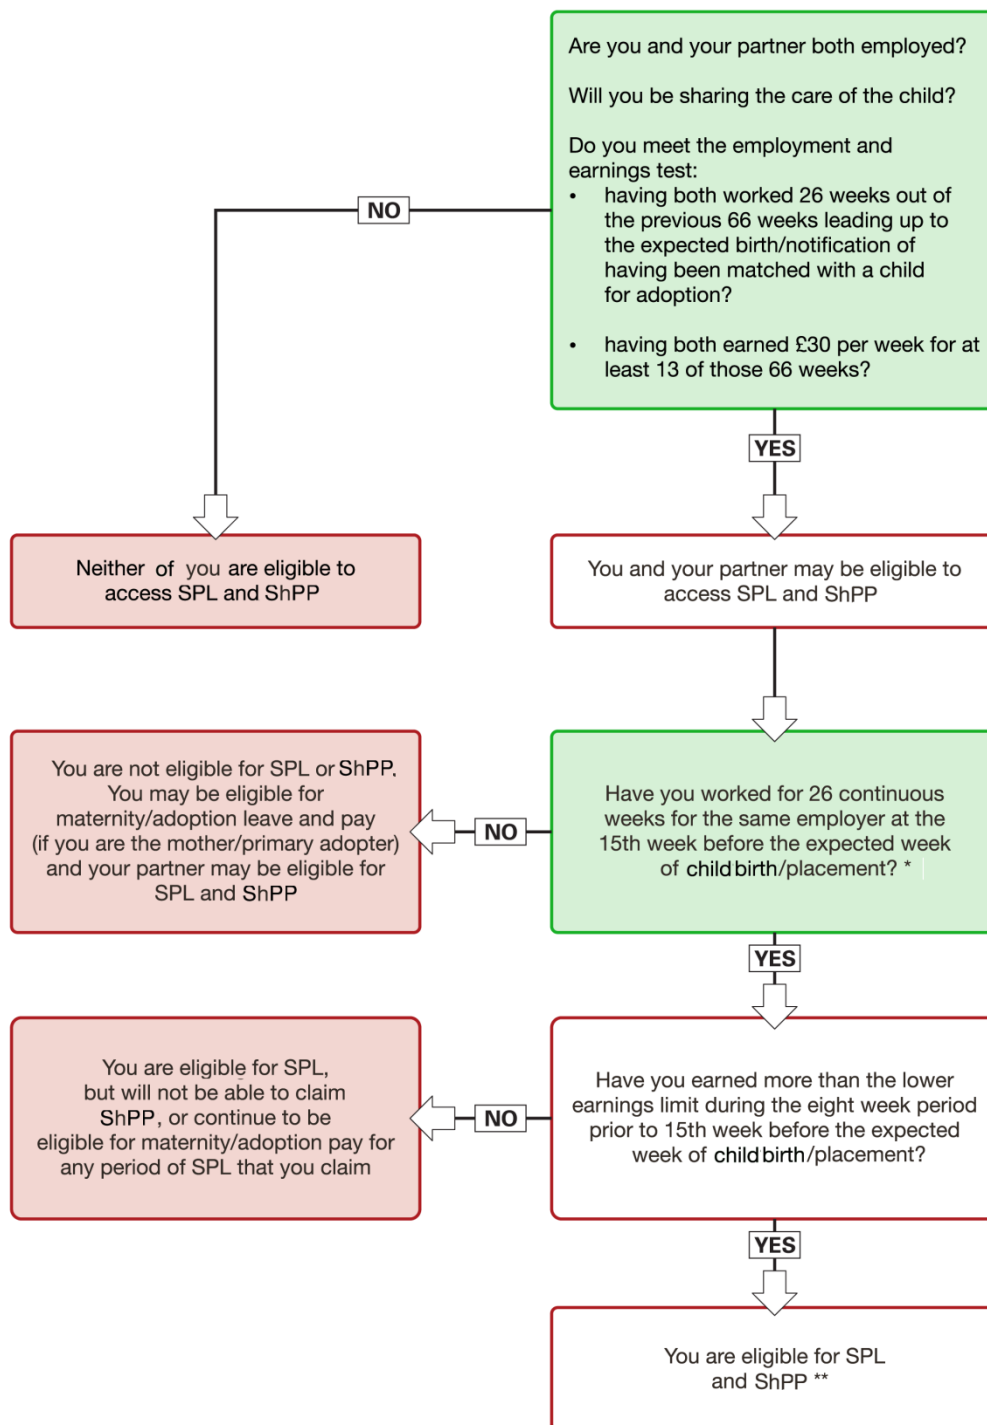 Are you and your partner both employed?
Will you be sharing the care of the child?
Do you meet the employment and
earnings test:
• having both worked 26 weeks out of
the previous 66 weeks leading up to
the expected birth/notification of
having been matched with a child
for adoption?
• having both earned £30 per week for at
least 13 of those 66 weeks?
NO
YES
Neither of you are eligible to
access SPL and ShPP
You and your partner may be eligible to
access SPL and ShPP
You are not eligible for SPL or ShPP.
You may be eligible for
maternity/adoption leave and pay
(if you are the mother/primary adopter)
and your partner may be eligible for
SPL and ShPP
NO
Have you worked for 26 continuous
weeks for the same employer at the
15th week before the expected week
of child birth/placement? *
YES
You are eligible for SPL,
but will not be able to claim
ShPP, or continue to be
eligible for maternity/adoption pay for
any period of SPL that you claim
NO
Have you earned more than the lower
earnings limit during the eight week period
prior to 15th week before the expected
week of child birth/placement?
YES
You are eligible for SPL
and ShPP **